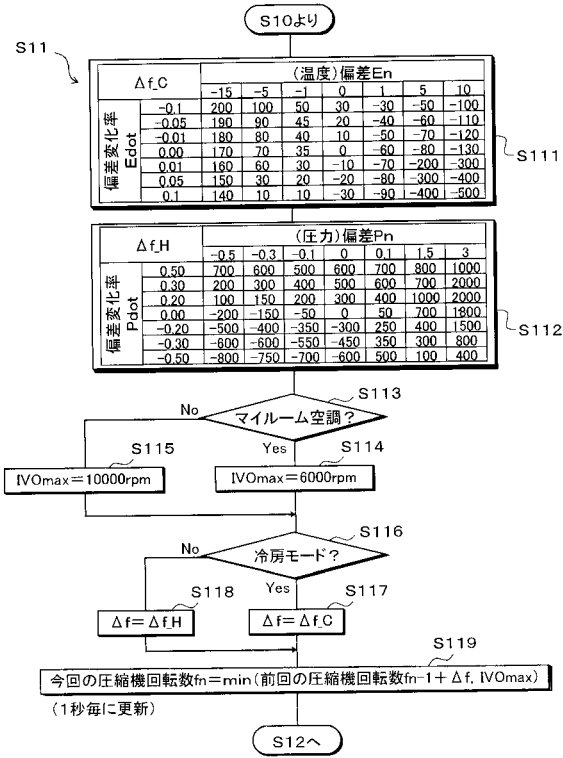 S10より
S11
Δf_C (温度)偏差En
-15 -5 -1 0 1 5 10
偏差変化率 Edot
-0.1 200 100 50 30 -30 -50 -100
-0.05 190 90 45 20 -40 -60 -110
-0.01 180 80 40 10 -50 -70 -120
0.00 170 70 35 0 -60 -80 -130
0.01 160 60 30 -10 -70 -200 -300
0.05 150 30 20 -20 -80 -300 -400
0.1 140 10 10 -30 -90 -400 -500
S111
Δf_H (圧力)偏差Pn
-0.5 -0.3 -0.1 0 0.1 1.5 3
偏差変化率 Pdot
0.50 700 600 500 600 700 800 1000
0.30 200 300 400 500 600 700 2000
0.20 100 150 200 300 400 1000 2000
0.00 -200 -150 -50 0 50 700 1800
-0.20 -500 -400 -350 -300 250 400 1500
-0.30 -600 -600 -550 -450 350 300 800
-0.50 -800 -750 -700 -600 500 100 400
S112
S113
マイルーム空調?
No
Yes
S115
IVOmax=10000rpm
S114
IVOmax=6000rpm
S116
冷房モード?
No
Yes
S118
Δf=Δf_H
S117
Δf=Δf_C
S119
今回の圧縮機回転数fn=min(前回の圧縮機回転数fn-1+Δf, IVOmax)
(1秒毎に更新)
S12へ